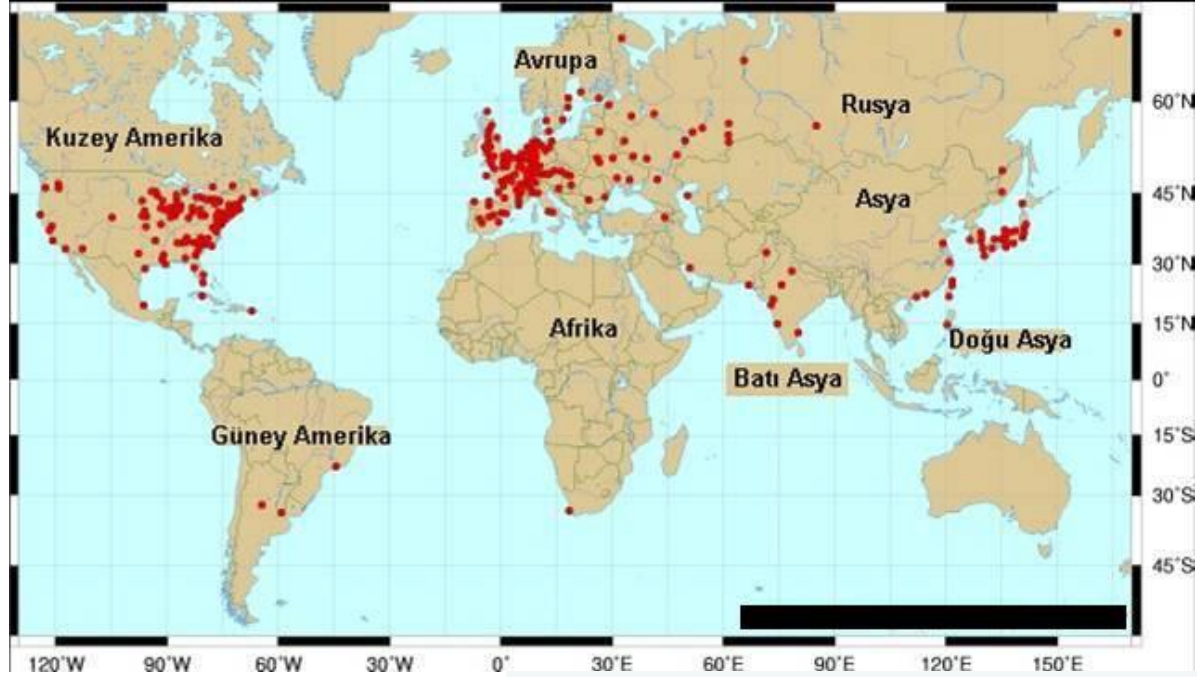 Avrupa
Rusya
Kuzey Amerika
Asya
Afrika
Doğu Asya
Batı Asya
Güney Amerika
60°N
45°N
30°N
15°N
0°
15°S
30°S
45°S
120°W 90°W 60°W 30°W 0° 30°E 60°E 90°E 120°E 150°E